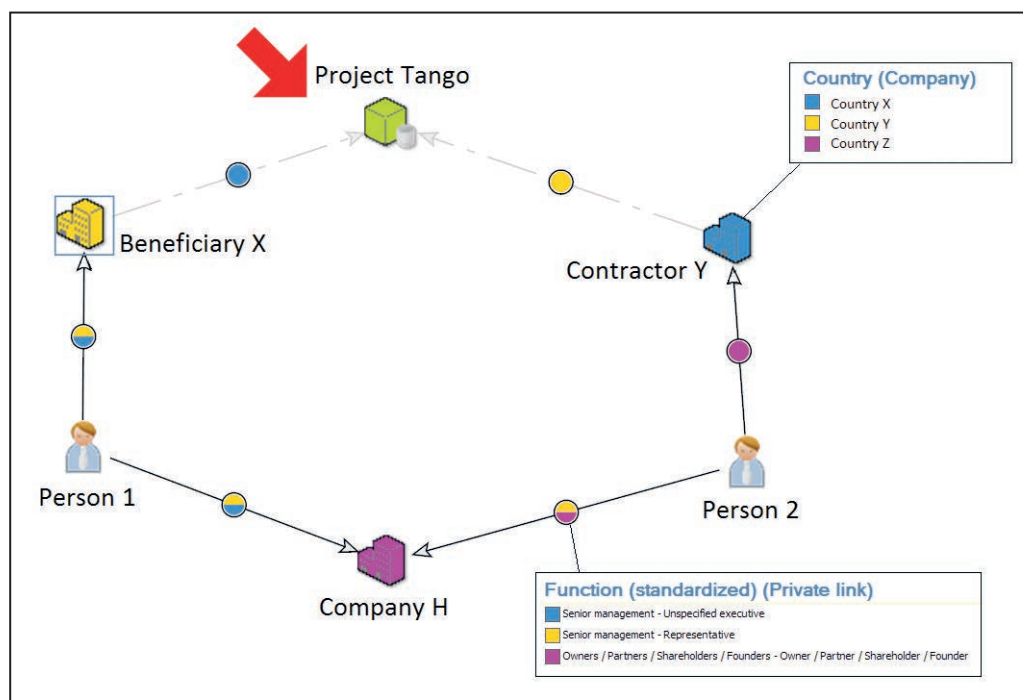 Project Tango
Country (Company)
Country X
Country Y
Country Z
Beneficiary X
Contractor Y
Person 1
Person 2
Company H
Function (standardized) (Private link)
Senior management - Unspecified executive
Senior management - Representative
Owners / Partners / Shareholders / Founders - Owner / Partner / Shareholder / Founder